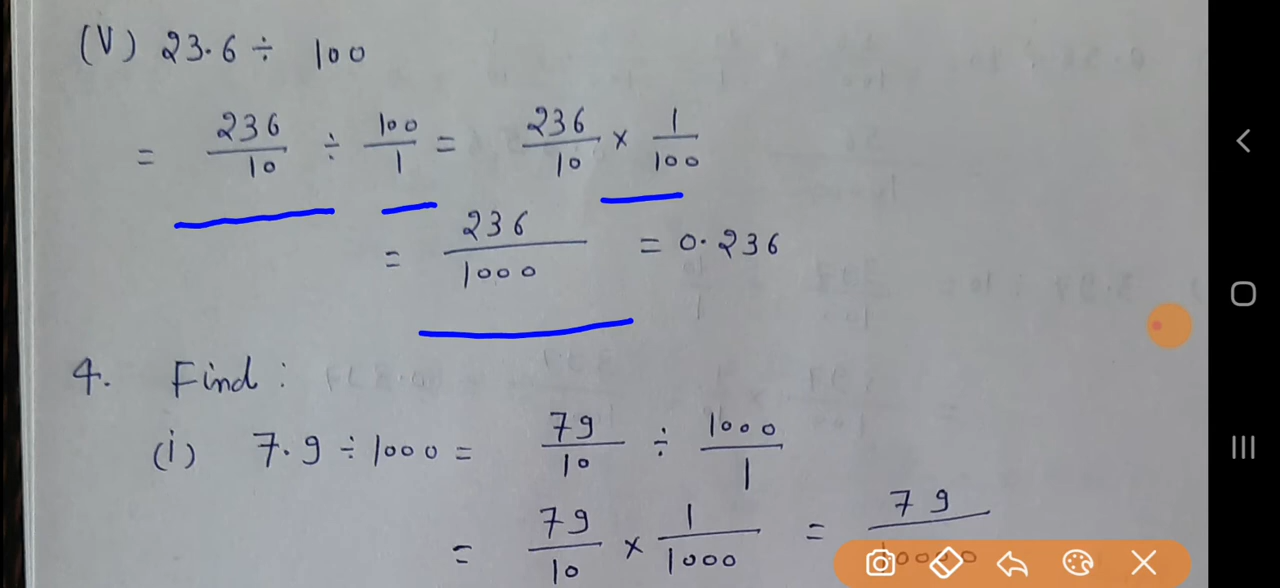 (V) 23.6 ÷ 100
= 236/10 ÷ 100/1 = 236/10 × 1/100
= 236/1000 = 0.236
4. Find :
(i) 7.9 ÷ 1000 = 79/10 ÷ 1000/1
= 79/10 × 1/1000 = 79/10000